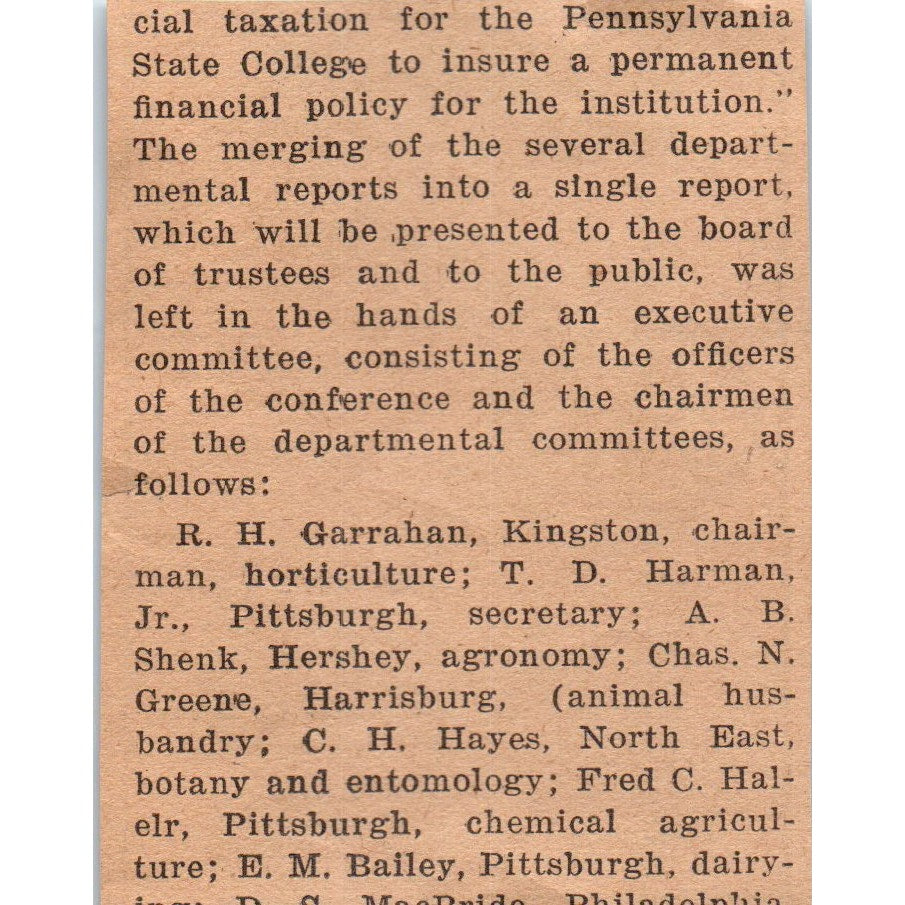 cial taxation for the Pennsylvania
State College to insure a permanent
financial policy for the institution."
The merging of the several depart-
mental reports into a single report,
which will be presented to the board
of trustees and to the public, was
left in the hands of an executive
committee, consisting of the officers
of the conference and the chairmen
of the departmental committees, as
follows:
R. H. Garrahan, Kingston, chair-
man, horticulture; T. D. Harman,
Jr., Pittsburgh, secretary; A. B.
Shenk, Hershey, agronomy; Chas. N.
Greene, Harrisburg, (animal hus-
bandry; C. H. Hayes, North East,
botany and entomology; Fred C. Hal-
elr, Pittsburgh, chemical agricul-
ture; E. M. Bailey, Pittsburgh, dairy-
ing; D. S. MacBride, Philadelphia,